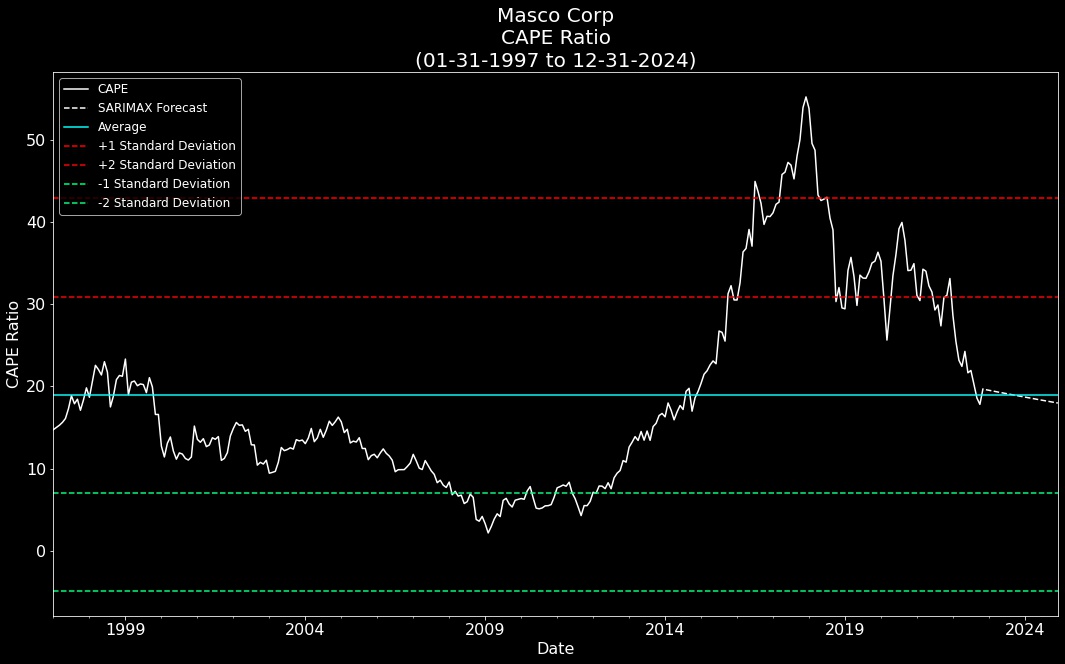 Masco Corp
CAPE Ratio
(01-31-1997 to 12-31-2024)
CAPE
SARIMAX Forecast
Average
+1 Standard Deviation
+2 Standard Deviation
-1 Standard Deviation
-2 Standard Deviation
CAPE Ratio
50
40
30
20
10
0
1999 2004 2009 2014 2019 2024
Date